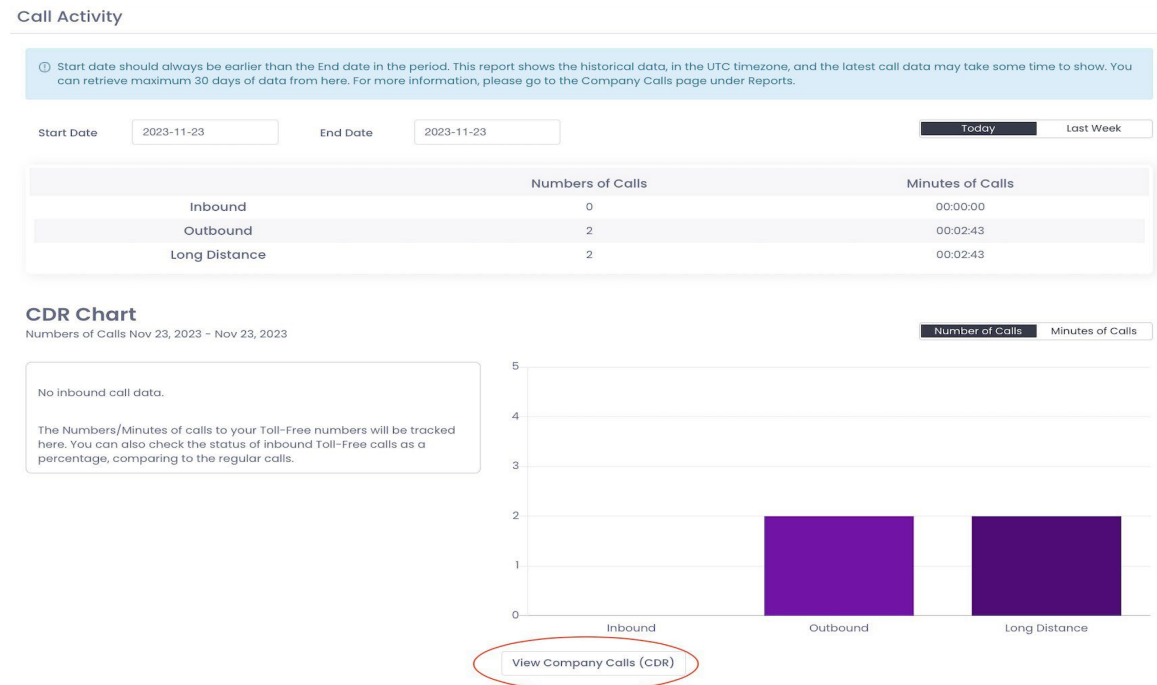 Call Activity
Start date should always be earlier than the End date in the period. This report shows the historical data, in the UTC timezone, and the latest call data may take some time to show. You
can retrieve maximum 30 days of data from here. For more information, please go to the Company Calls page under Reports.
Start Date 2023-11-23 End Date 2023-11-23 Today Last Week
Numbers of Calls Minutes of Calls
Inbound 0 00:00:00
Outbound 2 00:02:43
Long Distance 2 00:02:43
CDR Chart
Numbers of Calls Nov 23, 2023 - Nov 23, 2023
Number of Calls Minutes of Calls
No inbound call data.
The Numbers/Minutes of calls to your Toll-Free numbers will be tracked
here. You can also check the status of inbound Toll-Free calls as a
percentage, comparing to the regular calls.
5
4
3
2
1
0
Inbound Outbound Long Distance
View Company Calls (CDR)